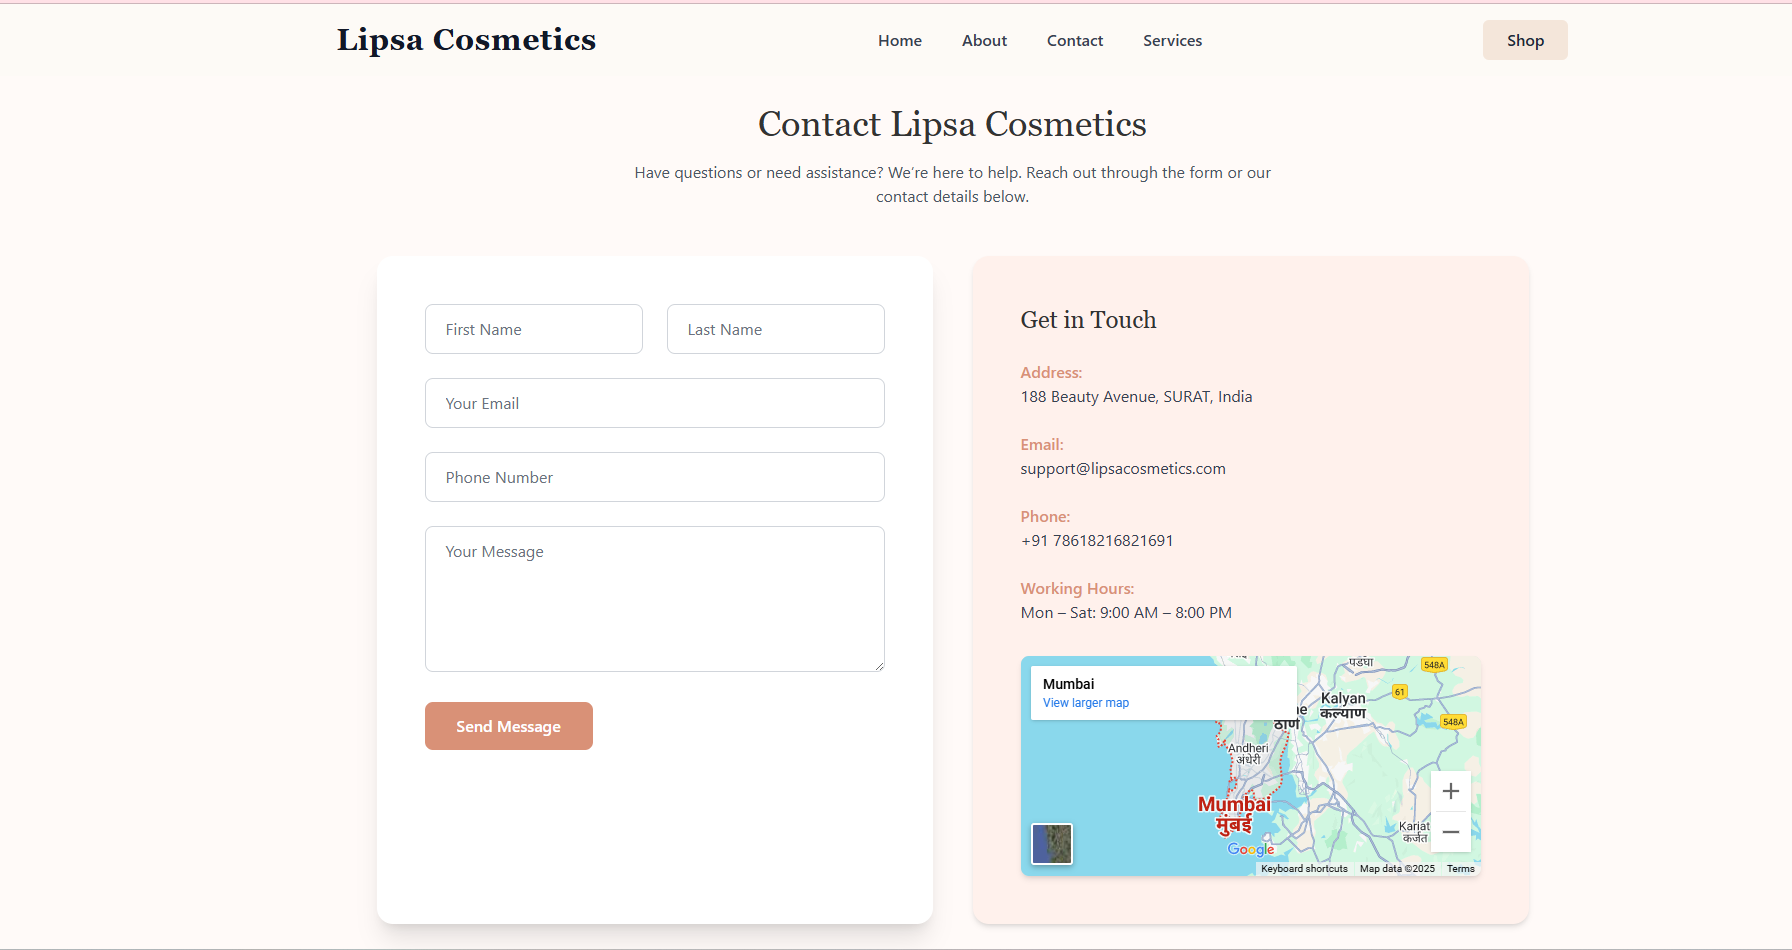 Lipsa Cosmetics
Home
About
Contact
Services
Shop
Contact Lipsa Cosmetics
Have questions or need assistance? We’re here to help. Reach out through the form or our
contact details below.
First Name
Last Name
Your Email
Phone Number
Your Message
Send Message
Get in Touch
Address:
188 Beauty Avenue, SURAT, India
Email:
support@lipsacosmetics.com
Phone:
+91 78618216821691
Working Hours:
Mon – Sat: 9:00 AM – 8:00 PM
Mumbai
View larger map
पडघा
548A
61
Kalyan
कल्याण
548A
ठाणे
Andheri
अंधेरी
Mumbai
मुंबई
Karjat
कर्जत
Google
Keyboard shortcuts
Map data ©2025
Terms